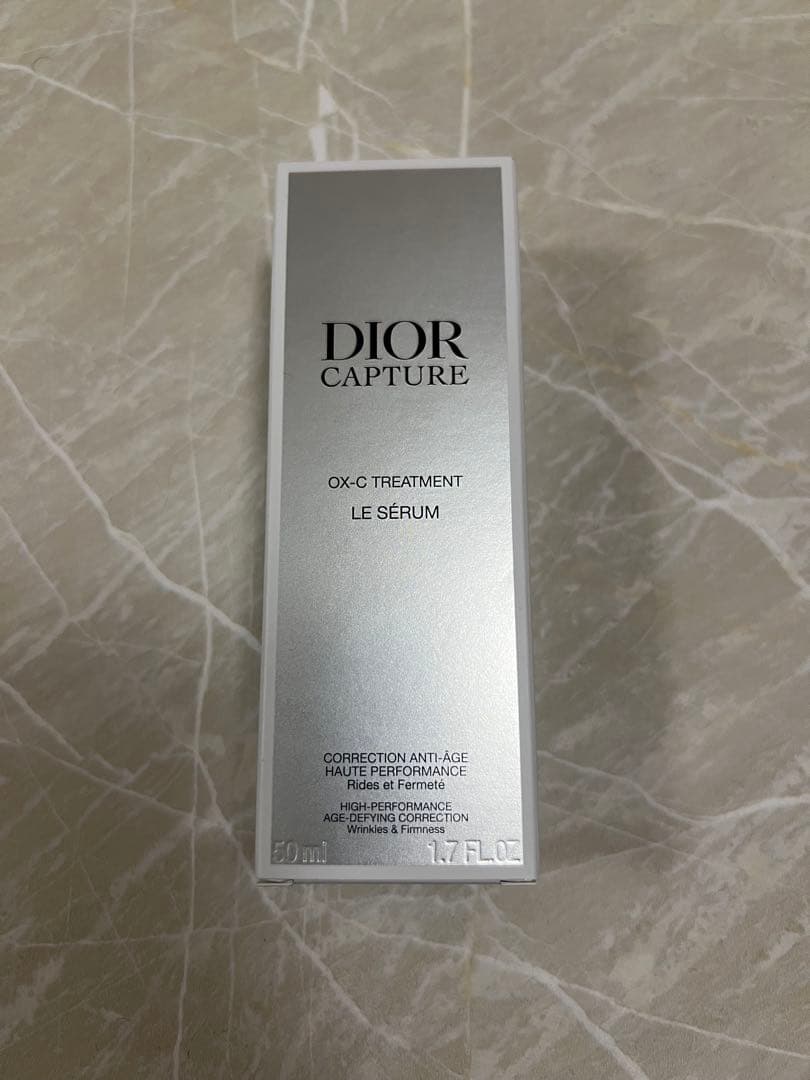 DIOR
CAPTURE
OX-C TREATMENT
LE SÉRUM
CORRECTION ANTI-ÂGE
HAUTE PERFORMANCE
Rides et Fermeté
HIGH-PERFORMANCE
AGE-DEFYING CORRECTION
Wrinkles & Firmness
50 ml 1.7 FL.OZ